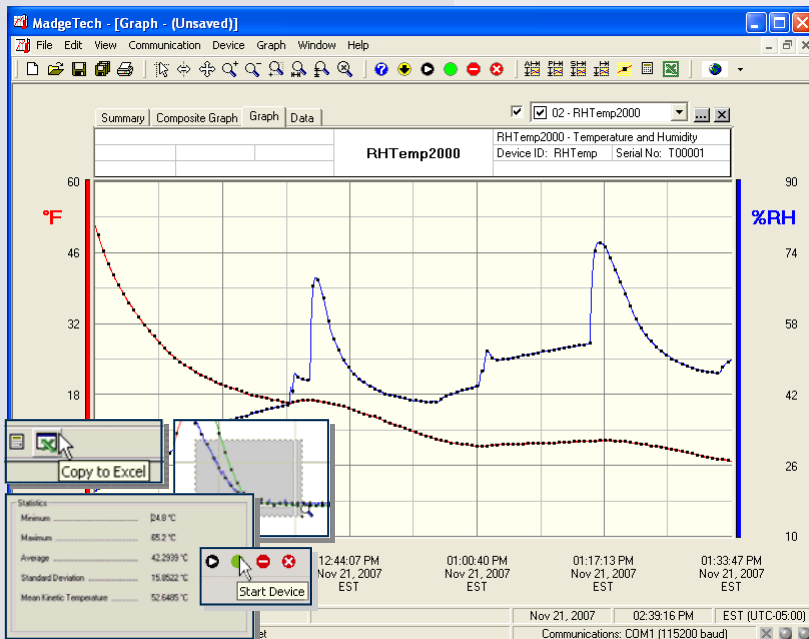 MadgeTech - [Graph - (Unsaved)]
File Edit View Communication Device Graph Window Help
Summary Composite Graph Graph Data
02 - RHTemp2000
RHTemp2000
RHTemp2000 - Temperature and Humidity
Device ID: RHTemp Serial No: T00001
60
90
°F
%RH
46
74
32
58
18
42
26
10
Copy to Excel
Statistics
Minimum 24.8 °C
Maximum 65.2 °C
Average 42.2939 °C
Standard Deviation 15.8522 °C
Mean Kinetic Temperature 52.6485 °C
Start Device
12:44:07 PM
Nov 21, 2007
EST
01:00:40 PM
Nov 21, 2007
EST
01:17:13 PM
Nov 21, 2007
EST
01:33:47 PM
Nov 21, 2007
EST
Nov 21, 2007 02:39:16 PM EST (UTC-05:00)
Communications: COM1 (115200 baud)